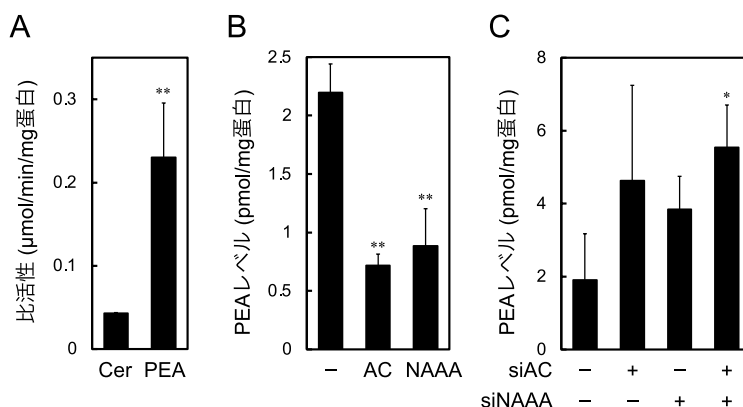 A
比活性 (μmol/min/mg蛋白)
0.3
0.2
0.1
0
**
Cer PEA
B
PEAレベル (pmol/mg蛋白)
2.5
2
1.5
1
0.5
0
**
**
– AC NAAA
C
PEAレベル (pmol/mg蛋白)
8
6
4
2
0
*
siAC – + – +
siNAAA – – + +